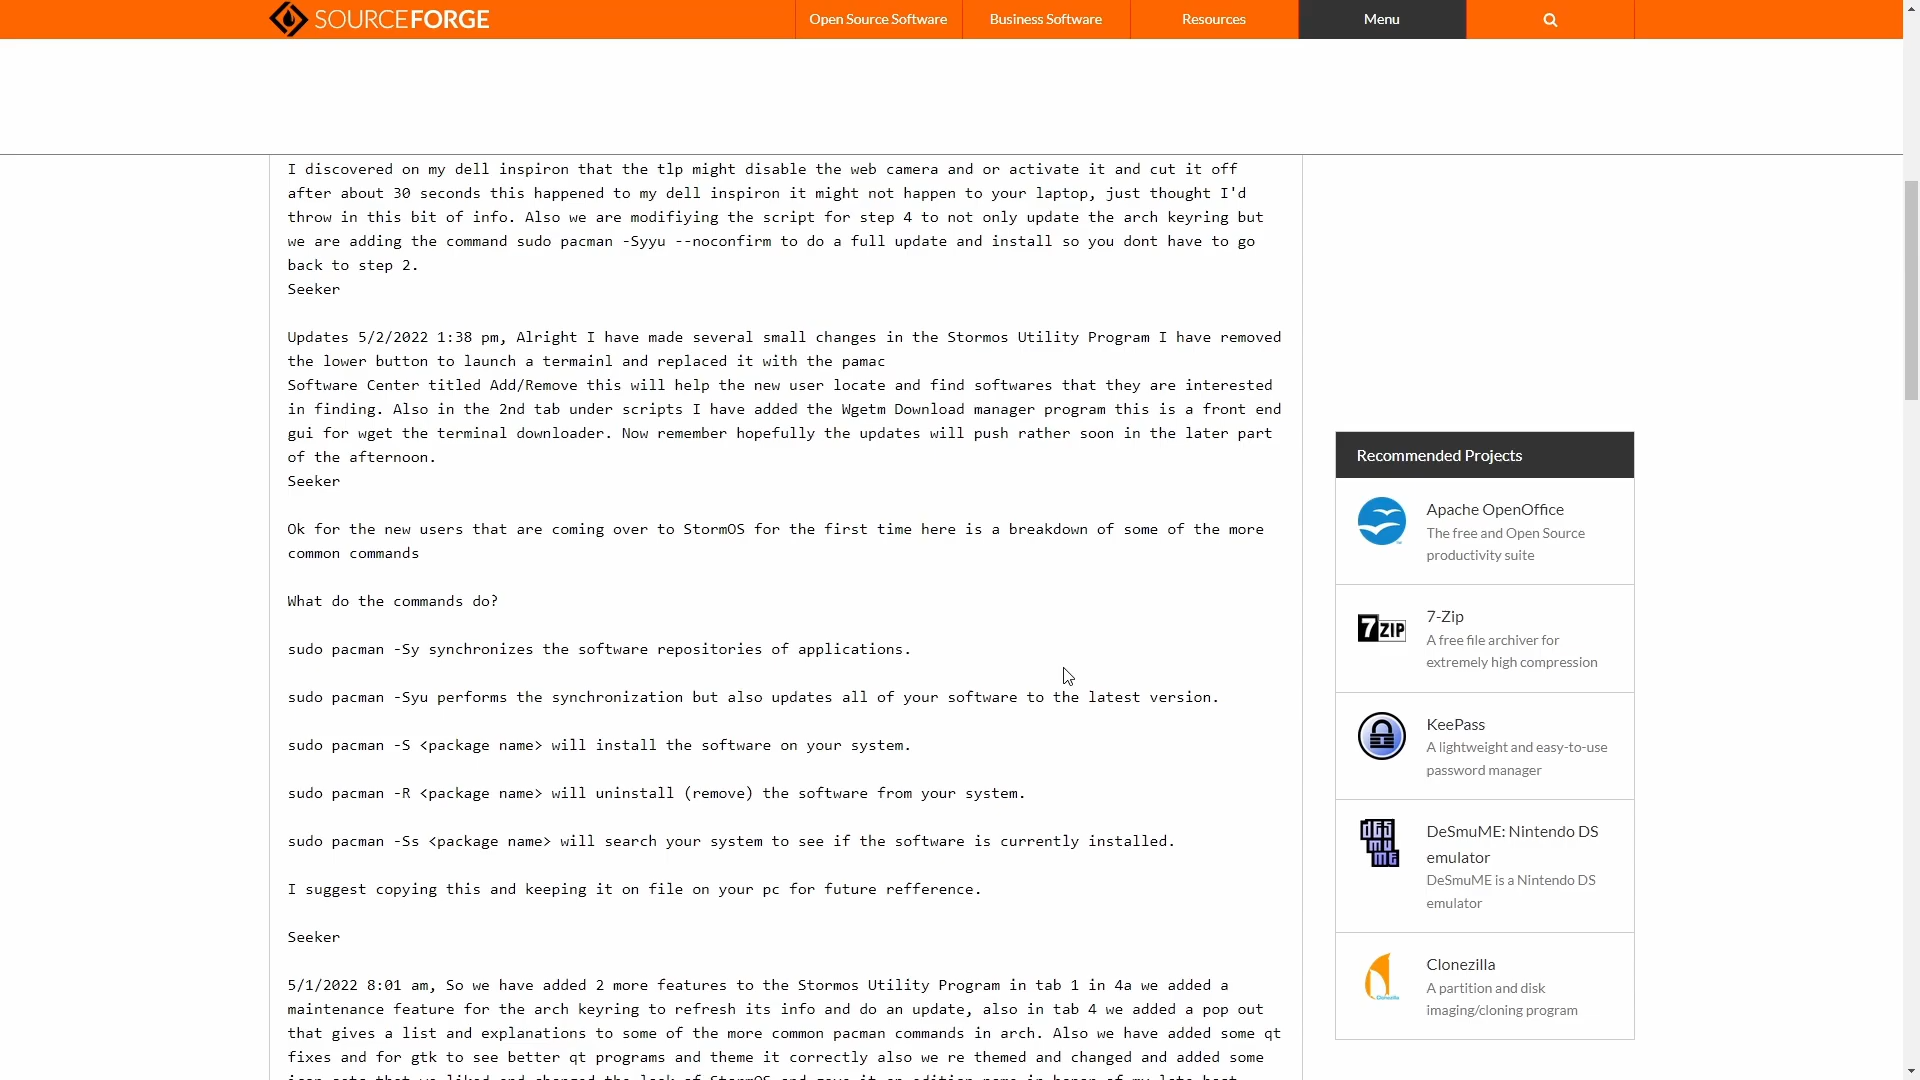 SOURCEFORGE
Open Source Software
Business Software
Resources
Menu
I discovered on my dell inspiron that the tlp might disable the web camera and or activate it and cut it off
after about 30 seconds this happened to my dell inspiron it might not happen to your laptop, just thought I'd
throw in this bit of info. Also we are modifiying the script for step 4 to not only update the arch keyring but
we are adding the command sudo pacman -Syyu --noconfirm to do a full update and install so you dont have to go
back to step 2.
Seeker
Updates 5/2/2022 1:38 pm, Alright I have made several small changes in the Stormos Utility Program I have removed
the lower button to launch a termainl and replaced it with the pamac
Software Center titled Add/Remove this will help the new user locate and find softwares that they are interested
in finding. Also in the 2nd tab under scripts I have added the Wgetm Download manager program this is a front end
gui for wget the terminal downloader. Now remember hopefully the updates will push rather soon in the later part
of the afternoon.
Seeker
Ok for the new users that are coming over to StormOS for the first time here is a breakdown of some of the more
common commands
What do the commands do?
sudo pacman -Sy synchronizes the software repositories of applications.
sudo pacman -Syu performs the synchronization but also updates all of your software to the latest version.
sudo pacman -S <package name> will install the software on your system.
sudo pacman -R <package name> will uninstall (remove) the software from your system.
sudo pacman -Ss <package name> will search your system to see if the software is currently installed.
I suggest copying this and keeping it on file on your pc for future refference.
Seeker
5/1/2022 8:01 am, So we have added 2 more features to the Stormos Utility Program in tab 1 in 4a we added a
maintenance feature for the arch keyring to refresh its info and do an update, also in tab 4 we added a pop out
that gives a list and explanations to some of the more common pacman commands in arch. Also we have added some qt
fixes and for gtk to see better qt programs and theme it correctly also we re themed and changed and added some
Recommended Projects
Apache OpenOffice
The free and Open Source
productivity suite
7ZIP
7-Zip
A free file archiver for
extremely high compression
KeePass
A lightweight and easy-to-use
password manager
DeSmuME: Nintendo DS
emulator
DeSmuME is a Nintendo DS
emulator
Clonezilla
A partition and disk
imaging/cloning program